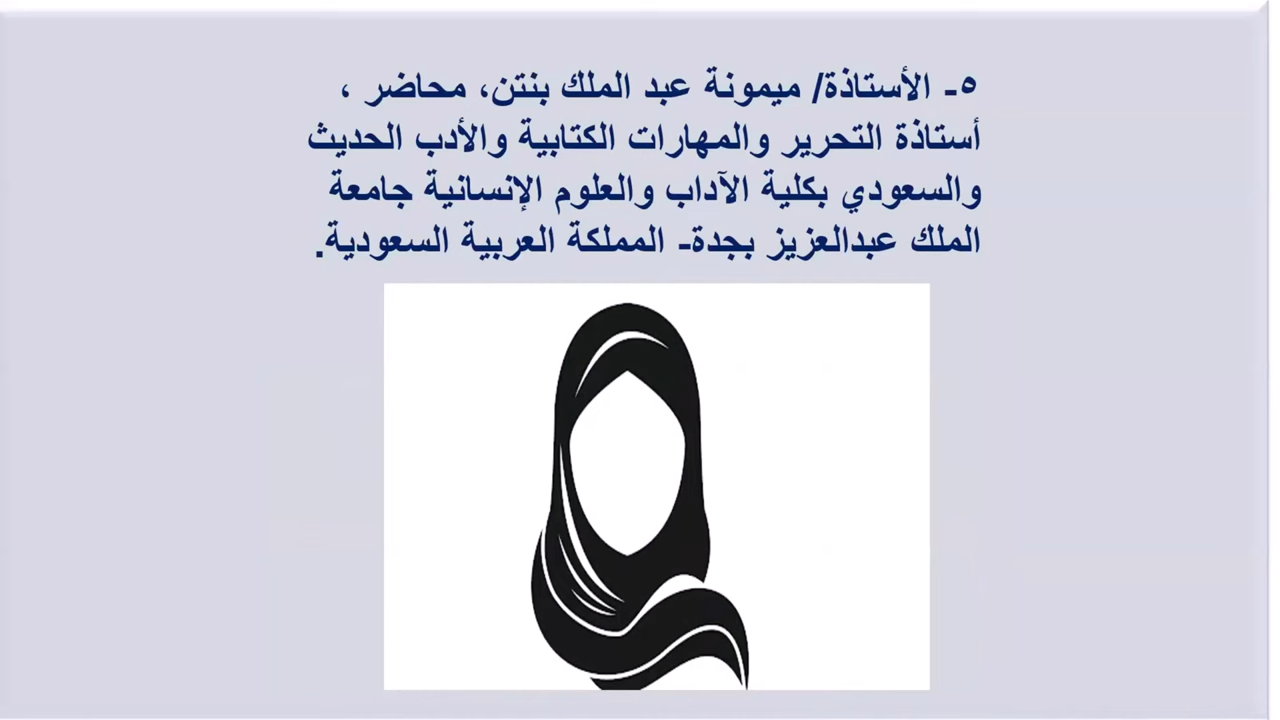 ٥- الأستاذة/ ميمونة عبد الملك بنتن، محاضر ،
أستاذة التحرير والمهارات الكتابية والأدب الحديث
والسعودي بكلية الآداب والعلوم الإنسانية جامعة
الملك عبدالعزيز بجدة- المملكة العربية السعودية.